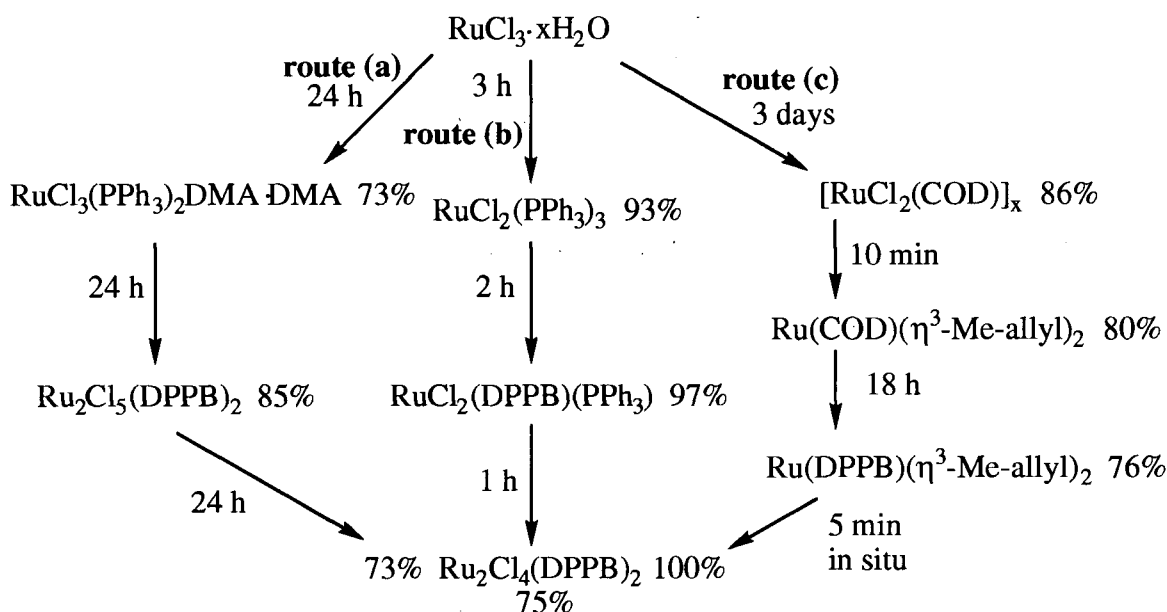 RuCl₃·xH₂O
route (a)
24 h
3 h
route (b)
route (c)
3 days
RuCl₃(PPh₃)₂DMA·DMA 73%
RuCl₂(PPh₃)₃ 93%
[RuCl₂(COD)]ₓ 86%
24 h
2 h
10 min
Ru(COD)(η³-Me-allyl)₂ 80%
Ru₂Cl₅(DPPB)₂ 85%
RuCl₂(DPPB)(PPh₃) 97%
18 h
Ru(DPPB)(η³-Me-allyl)₂ 76%
24 h
1 h
5 min
in situ
73% Ru₂Cl₄(DPPB)₂ 100%
75%